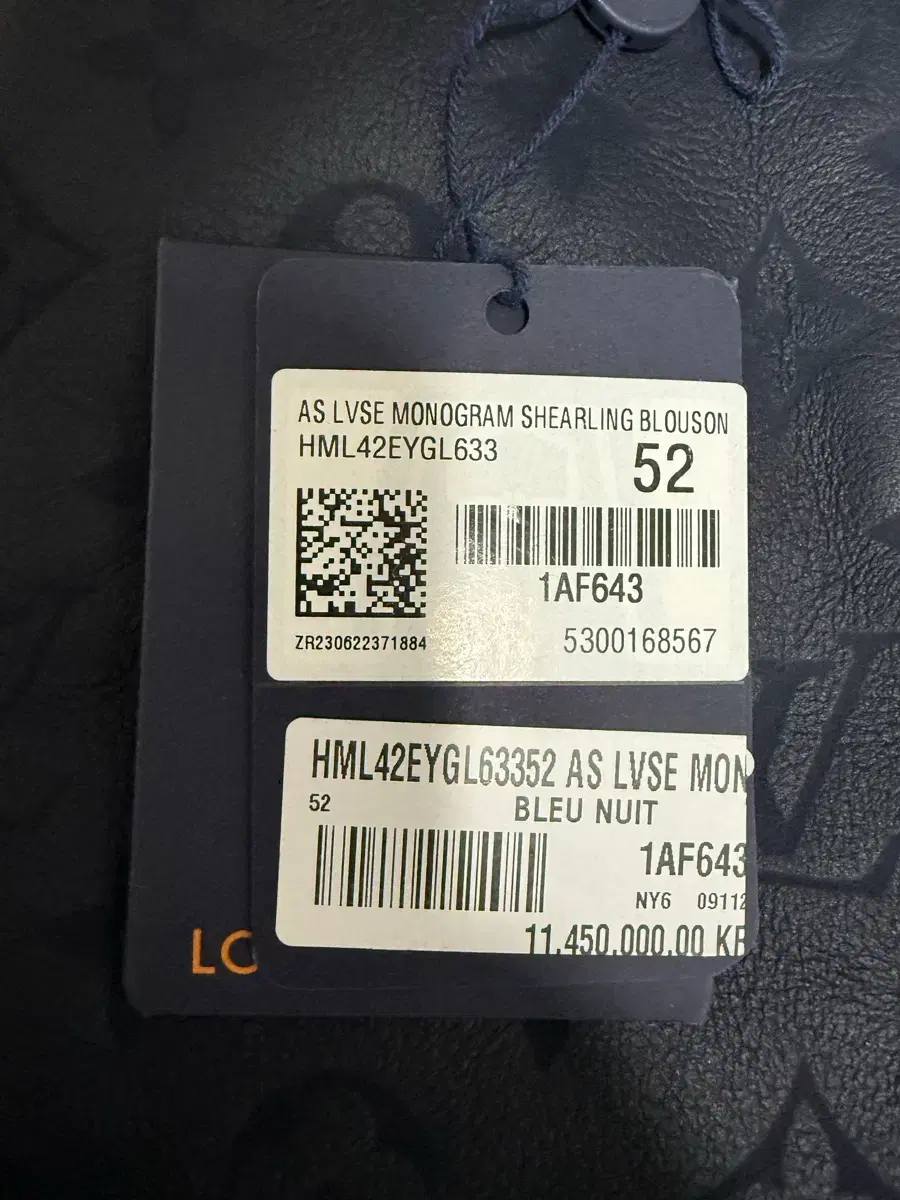 AS LVSE MONOGRAM SHEARLING BLOUSON
HML42EYGL633
52
1AF643
ZR230622371884
5300168567
HML42EYGL63352 AS LVSE MON
52
BLEU NUIT
1AF643
NY6 09112
11,450,000.00 KR
LO